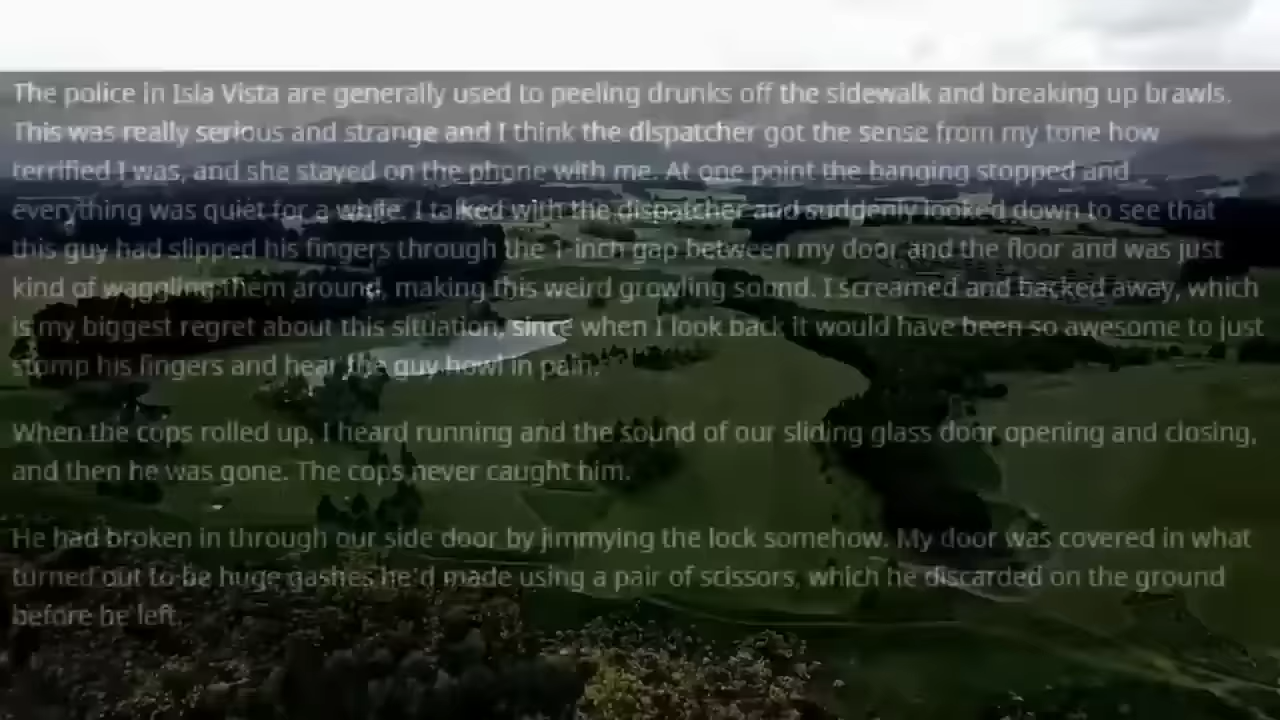 The police in Isla Vista are generally used to peeling drunks off the sidewalk and breaking up brawls.
This was really serious and strange and I think the dispatcher got the sense from my tone how
terrified I was, and she stayed on the phone with me. At one point the banging stopped and
everything was quiet for a while. I talked with the dispatcher and suddenly looked down to see that
this guy had slipped his fingers through the 1-inch gap between my door and the floor and was just
kind of waggling them around, making this weird growling sound. I screamed and backed away, which
is my biggest regret about this situation, since when I look back it would have been so awesome to just
stomp his fingers and hear the guy howl in pain.
When the cops rolled up, I heard running and the sound of our sliding glass door opening and closing,
and then he was gone. The cops never caught him.
He had broken in through our side door by jimmying the lock somehow. My door was covered in what
turned out to be huge gashes he'd made using a pair of scissors, which he discarded on the ground
before he left.